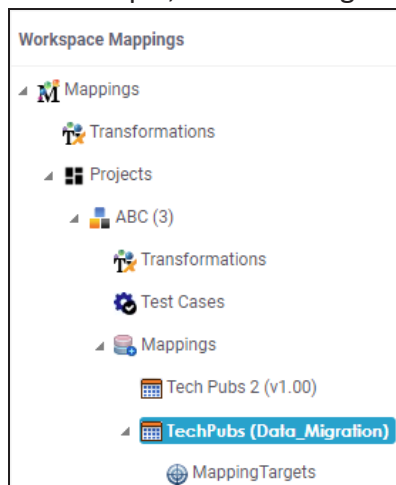 Workspace Mappings
Mappings
Transformations
Projects
ABC (3)
Transformations
Test Cases
Mappings
Tech Pubs 2 (v1.00)
TechPubs (Data_Migration)
MappingTargets